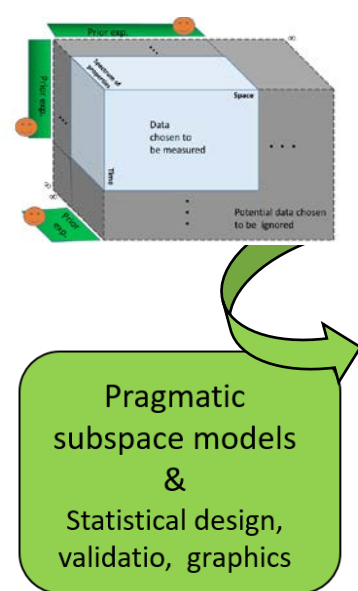 Prior exp.
∞
Spectrum of
properties
Prior exp.
Space
Data
chosen to
be measured
Time
∞
∞
Potential data chosen
to be ignored
Prior
exp.
Pragmatic
subspace models
&
Statistical design,
validatio, graphics